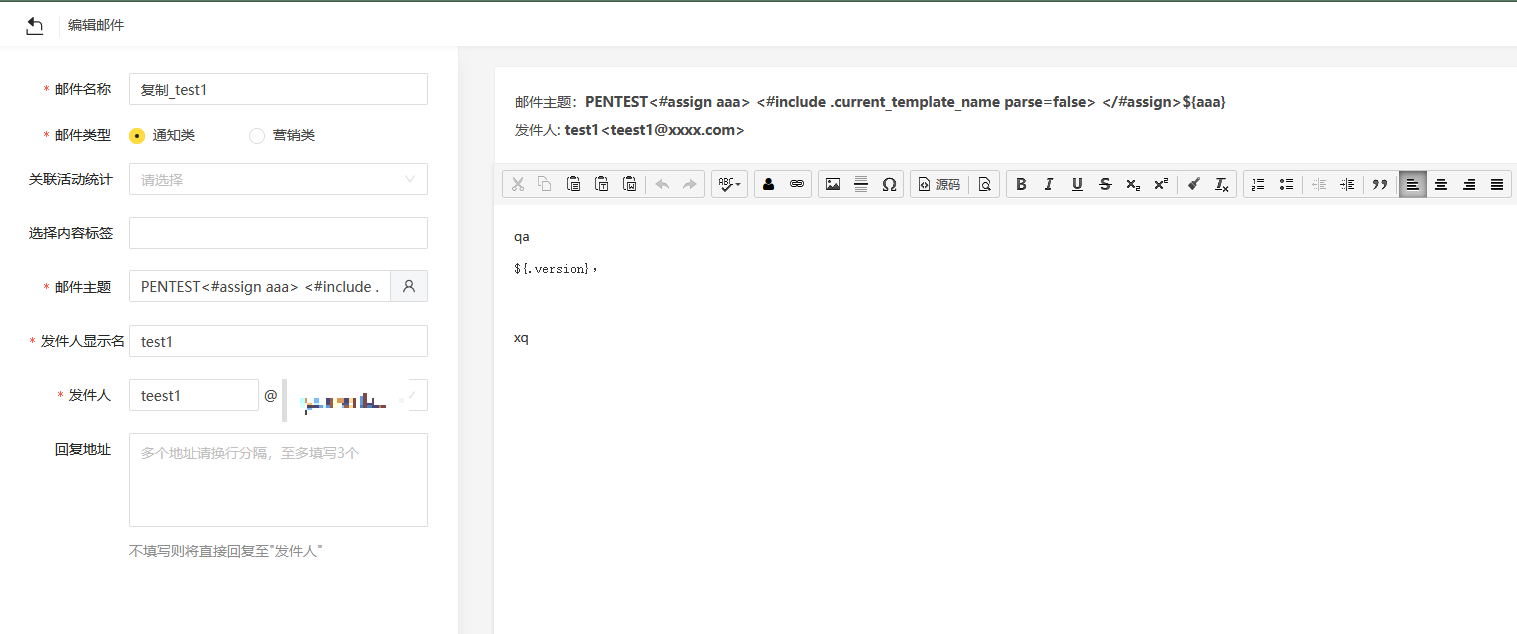 编辑邮件
* 邮件名称 复制_test1
* 邮件类型 通知类 营销类
关联活动统计 请选择
选择内容标签
* 邮件主题 PENTEST<#assign aaa> <#include .
* 发件人显示名 test1
* 发件人 teest1 @
回复地址 多个地址请换行分隔，至多填写3个
不填写则将直接回复至"发件人"
邮件主题: PENTEST<#assign aaa> <#include .current_template_name parse=false> </#assign>${aaa}
发件人: test1<teest1@xxxx.com>
ABC 源码 B I U S x₂ x² Tx
qa
${.version}，
xq